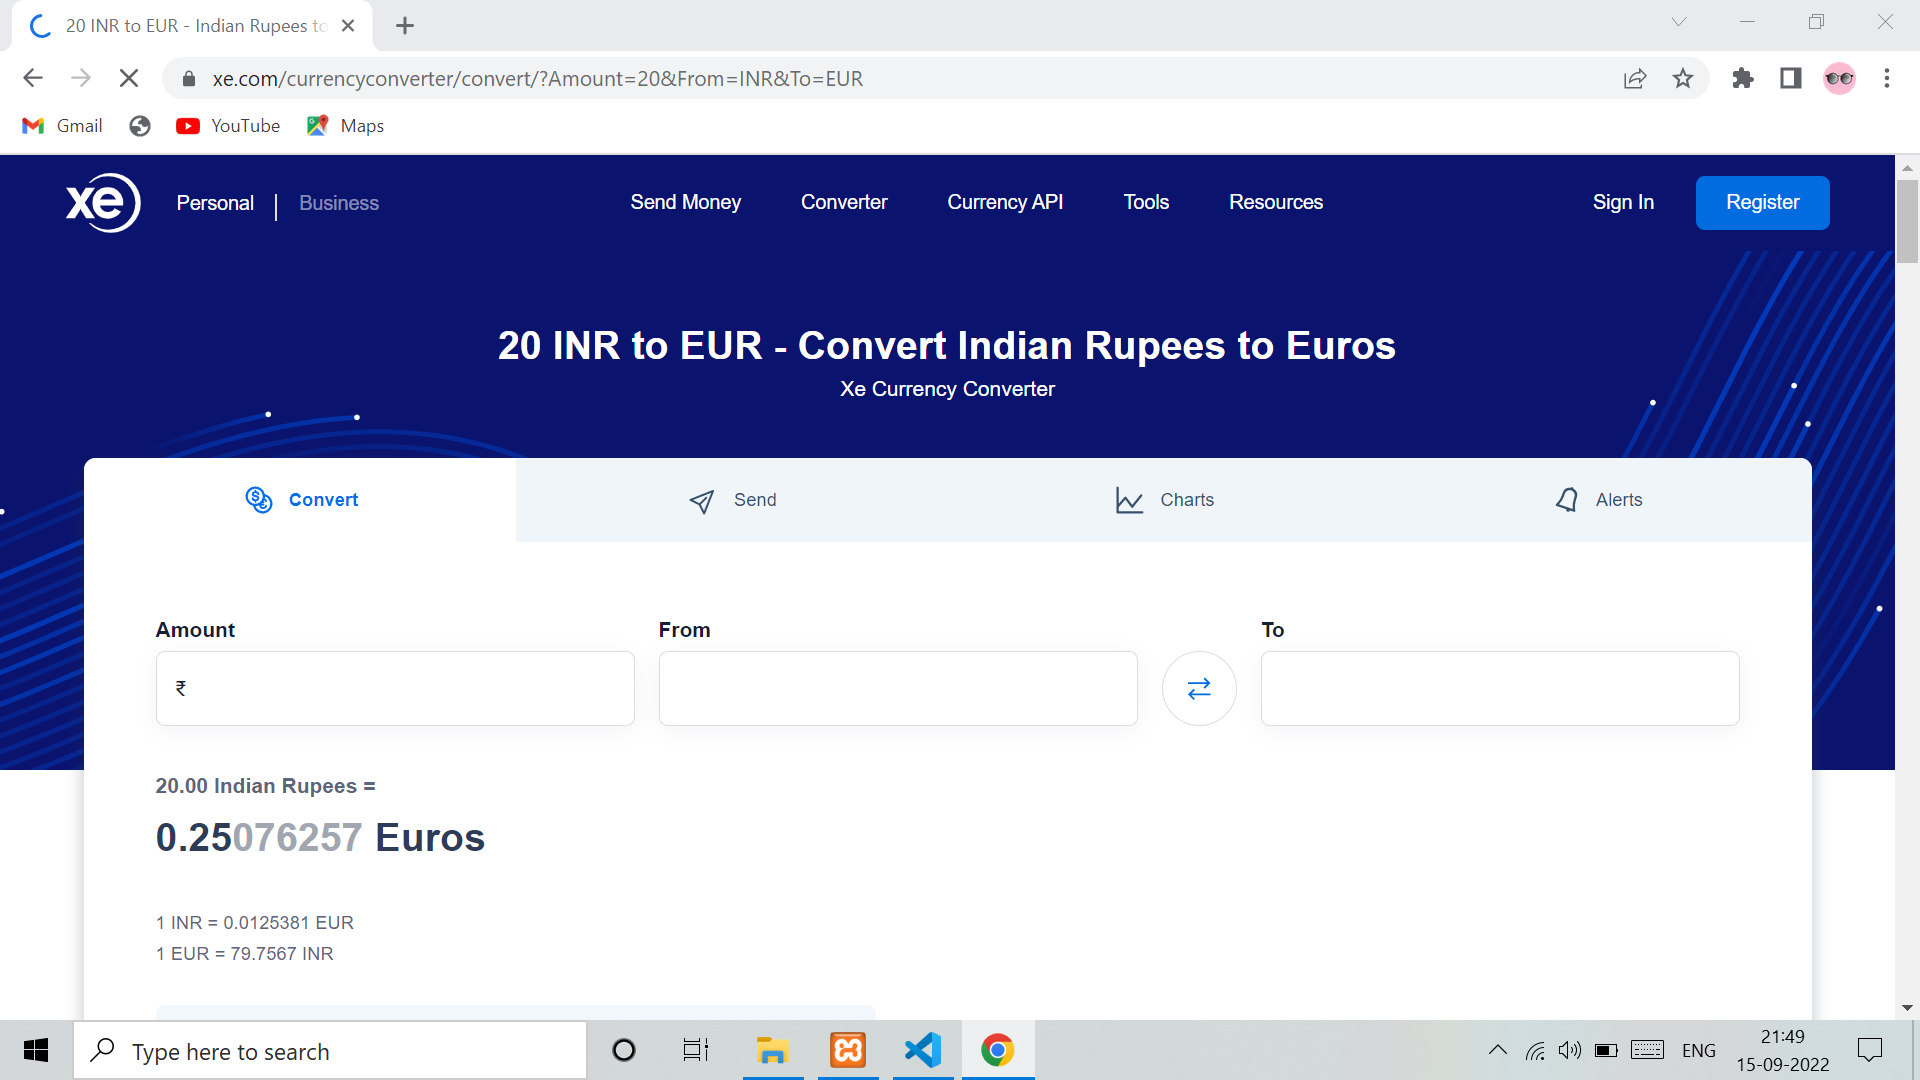 20 INR to EUR - Indian Rupees to
xe.com/currencyconverter/convert/?Amount=20&From=INR&To=EUR
Gmail YouTube Maps
xe Personal | Business Send Money Converter Currency API Tools Resources Sign In Register
20 INR to EUR - Convert Indian Rupees to Euros
Xe Currency Converter
Convert Send Charts Alerts
Amount From To
₹
20.00 Indian Rupees =
0.25076257 Euros
1 INR = 0.0125381 EUR
1 EUR = 79.7567 INR
Type here to search ENG 21:49
15-09-2022